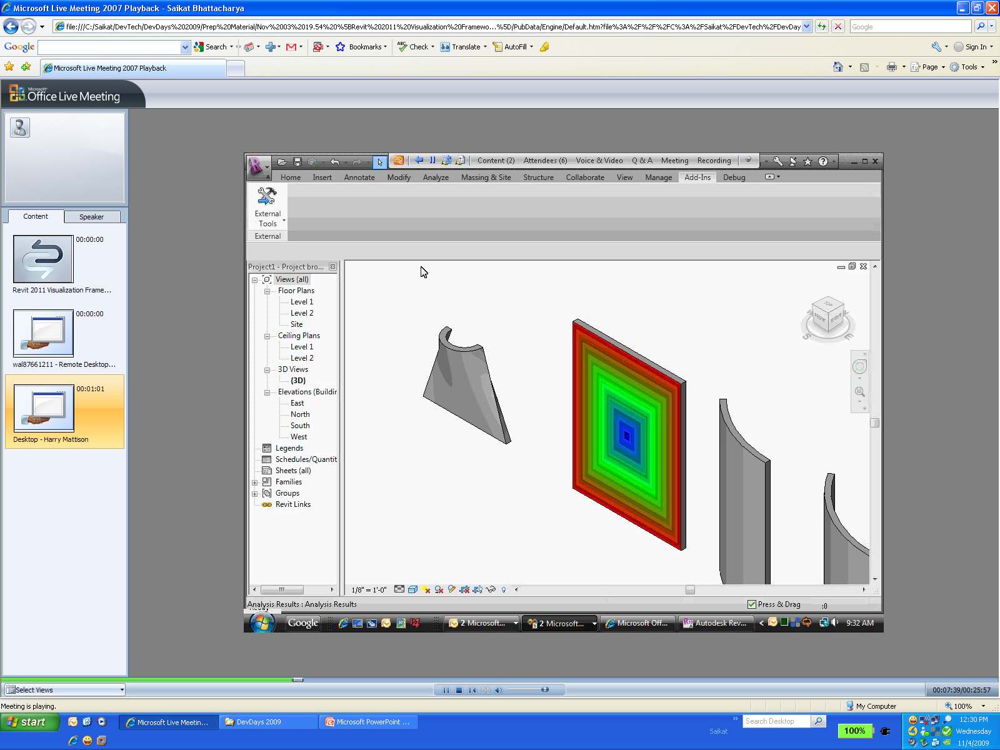 Microsoft Live Meeting 2007 Playback - Saikat Bhattacharya
file:///C:/Saikat/DevTech/DevDays%202009/Prep%20Material/Nov%2003%2019.54%20%5BRevit%202011%20Visualization%20Framewo...%5D/PubData/Engine/Default.htm?file%3A%2F%2F%2FC%3A%2FSaikat%2FDevTech%2FDevDay
Google
Google
Search
Bookmarks
Check
Translate
AutoFill
Sign In
Microsoft Live Meeting 2007 Playback
Page
Tools
Microsoft
Office Live Meeting
Content
Speaker
00:00:00
Revit 2011 Visualization Frame...
00:00:00
wal87661211 - Remote Desktop...
00:01:01
Desktop - Harry Mattison
Content (2)
Attendees (6)
Voice & Video
Q & A
Meeting
Recording
Home
Insert
Annotate
Modify
Analyze
Massing & Site
Structure
Collaborate
View
Manage
Add-Ins
Debug
External
Tools
External
Project1 - Project bro...
Views (all)
Floor Plans
Level 1
Level 2
Site
Ceiling Plans
Level 1
Level 2
3D Views
{3D}
Elevations (Buildin
East
North
South
West
Legends
Schedules/Quantit
Sheets (all)
Families
Groups
Revit Links
TOP
FRONT
RIGHT
S
E
1/8" = 1'-0"
Analysis Results : Analysis Results
Press & Drag
:0
Google
2 Microsoft...
2 Microsoft...
Microsoft Off...
Autodesk Rev...
9:32 AM
Select Views
00:07:39/00:25:57
Meeting is playing.
My Computer
100%
start
Microsoft Live Meetin...
DevDays 2009
Microsoft PowerPoint ...
Saikat
Search Desktop
100%
12:30 PM
Wednesday
11/4/2009